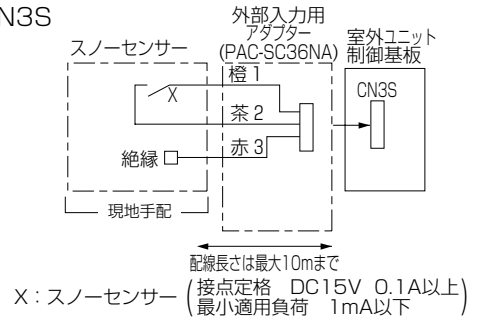 CN3S
スノーセンサー
外部入力用
アダプター
(PAC-SC36NA)
室外ユニット
制御基板
橙 1
X
茶 2
赤 3
絶縁
CN3S
現地手配
配線長さは最大10mまで
X:スノーセンサー (接点定格 DC15V 0.1A以上
最小適用負荷 1mA以下)